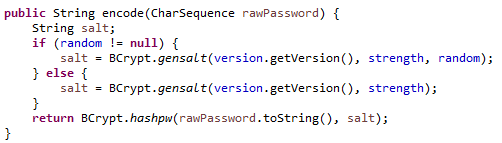 public String encode(CharSequence rawPassword) {
    String salt;
    if (random != null) {
        salt = BCrypt.gensalt(version.getVersion(), strength, random);
    } else {
        salt = BCrypt.gensalt(version.getVersion(), strength);
    }
    return BCrypt.hashpw(rawPassword.toString(), salt);
}